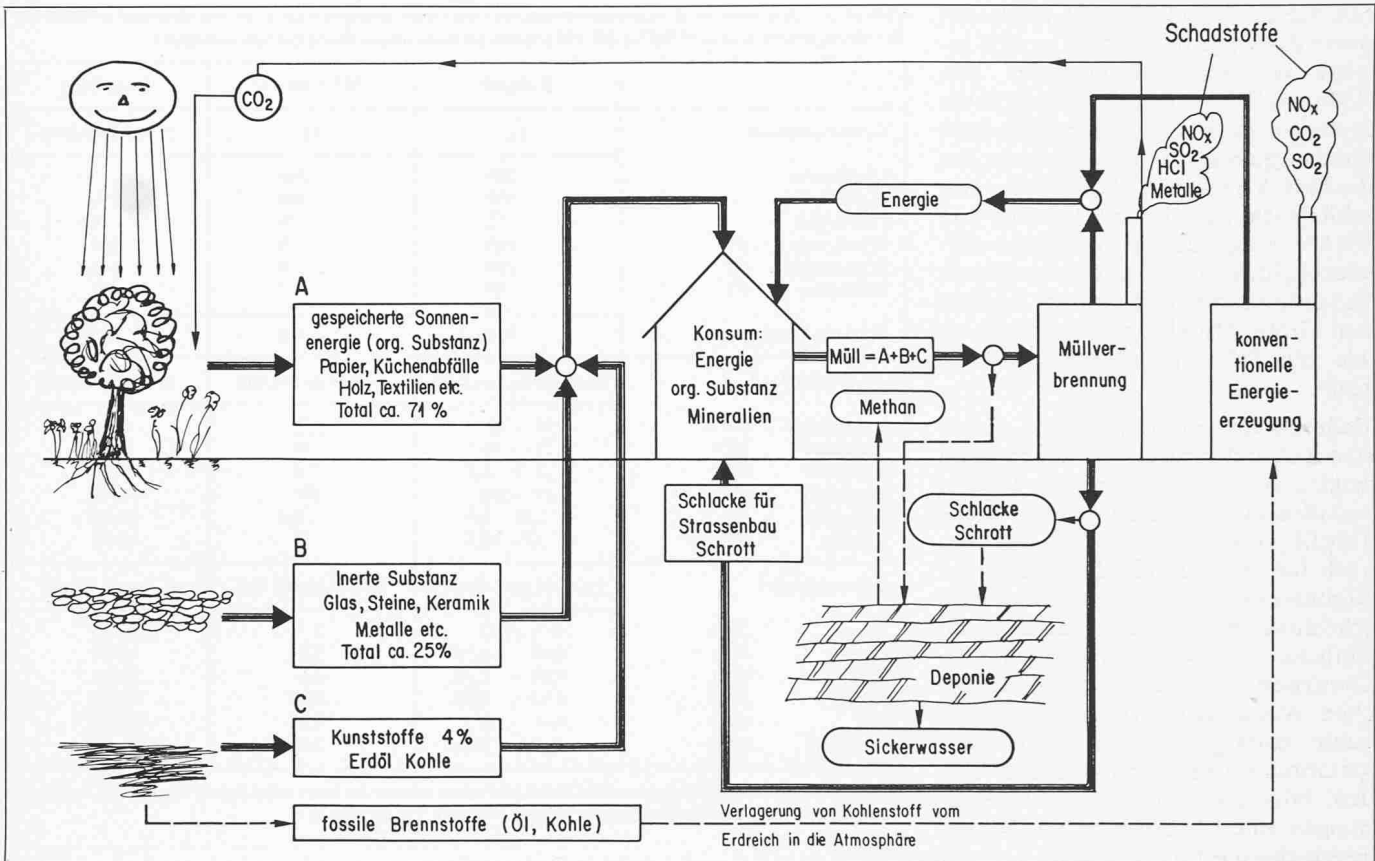 Schadstoffe
CO2
NOx
SO2
HCl
Metalle
NOx
CO2
SO2
Energie
A
gespeicherte Sonnen-
energie (org. Substanz)
Papier, Küchenabfälle
Holz, Textilien etc.
Total ca. 71 %
Konsum:
Energie
org. Substanz
Mineralien
Müll = A+B+C
Methan
Müllver-
brennung
konven-
tionelle
Energie-
erzeugung
Schlacke für
Strassenbau
Schrott
Schlacke
Schrott
B
Inerte Substanz
Glas, Steine, Keramik
Metalle etc.
Total ca. 25%
Deponie
Sickerwasser
C
Kunststoffe 4%
Erdöl Kohle
fossile Brennstoffe (Öl, Kohle)
Verlagerung von Kohlenstoff vom
Erdreich in die Atmosphäre